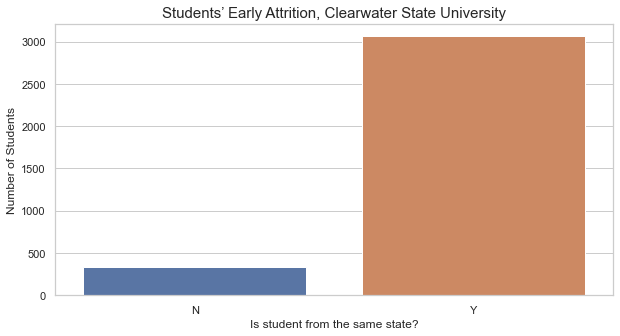 Students’ Early Attrition, Clearwater State University
Number of Students
3000
2500
2000
1500
1000
500
0
N Y
Is student from the same state?